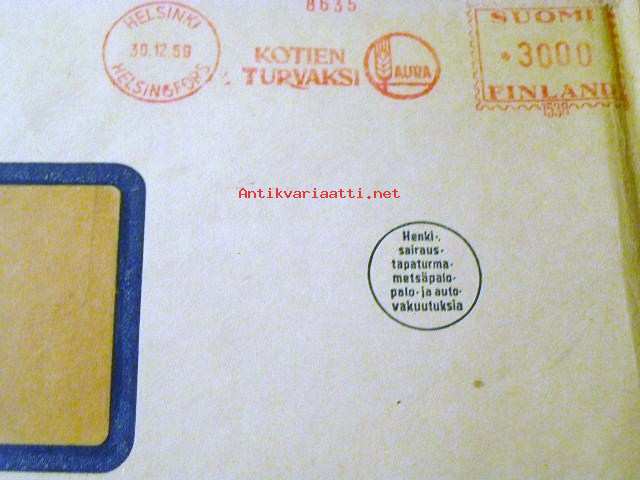 8635
HELSINKI
30.12.59
HELSINGFORS
KOTIEN
TURVAKSI
AURA
SUOMI
3000
FINLAND
Antikvariaatti.net
Henki-,
sairaus-
tapaturma-
metsäpalo-
palo- ja auto-
vakuutuksia